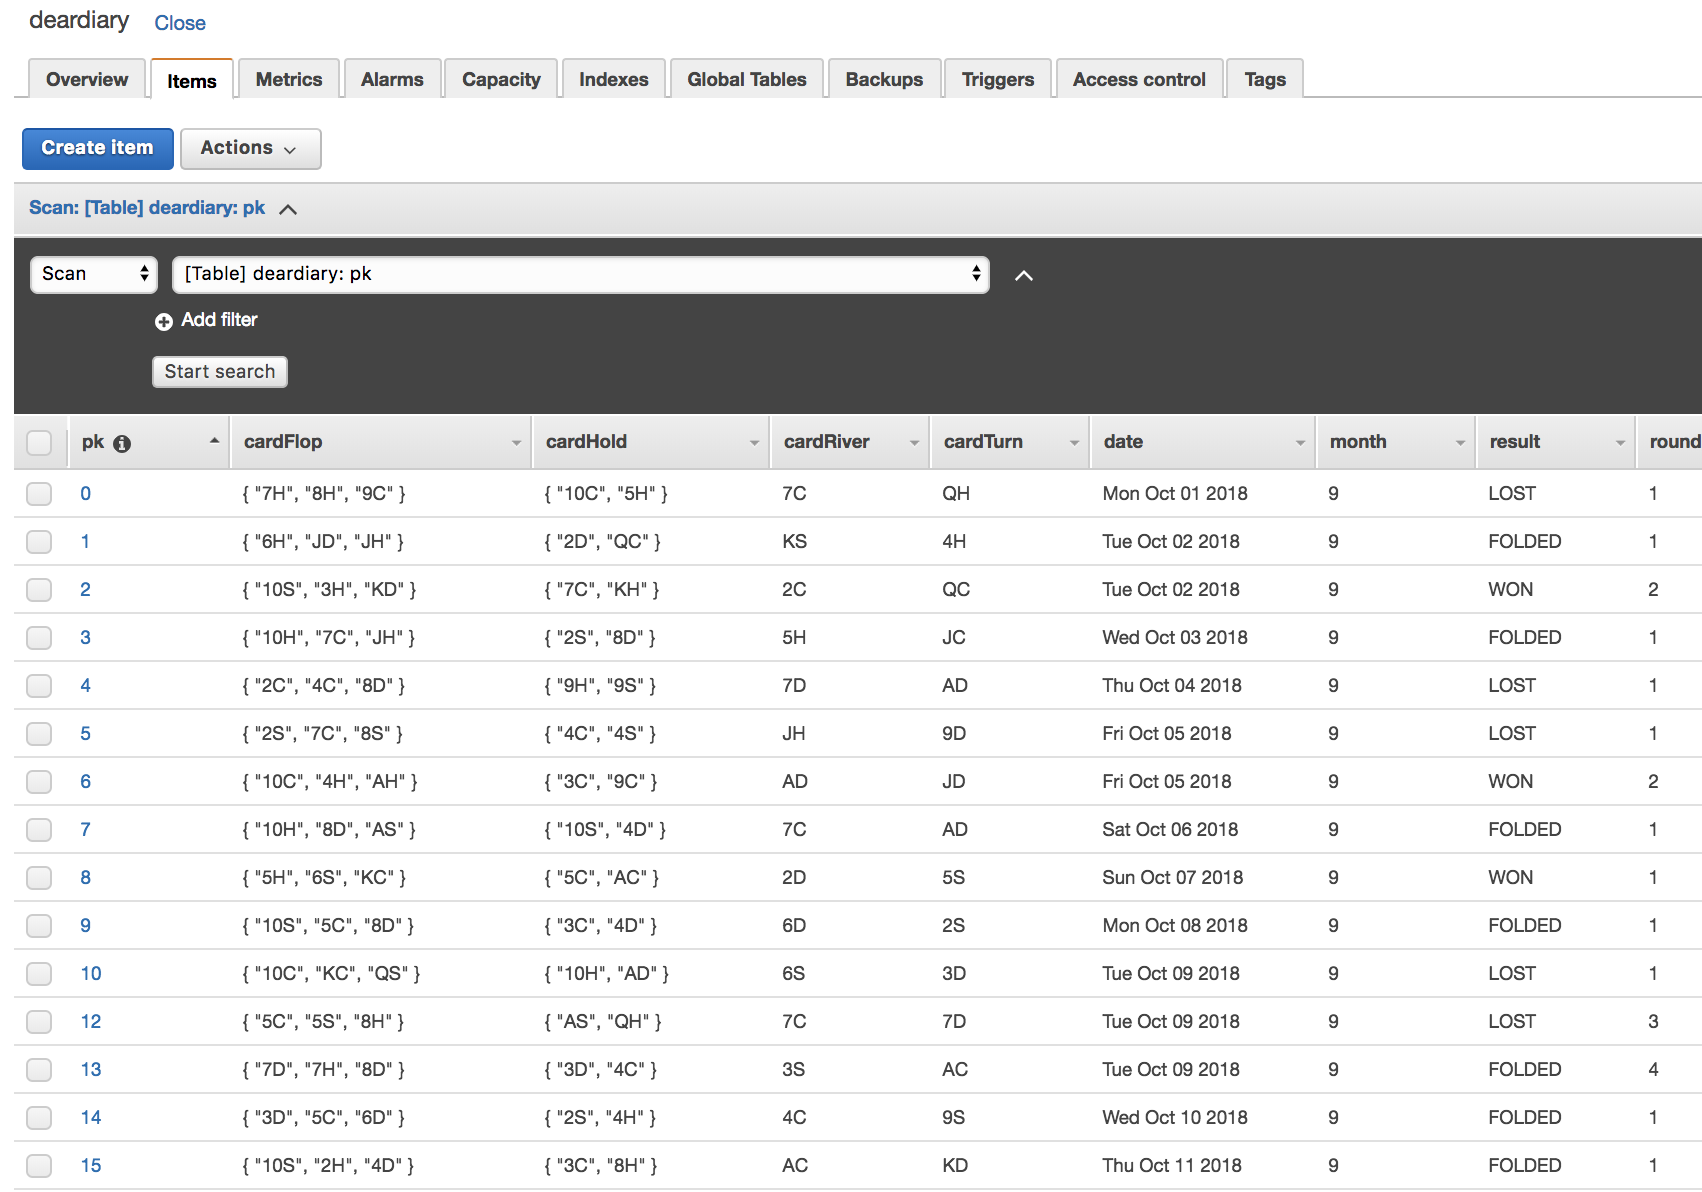 deardiary Close
Overview Items Metrics Alarms Capacity Indexes Global Tables Backups Triggers Access control Tags
Create item Actions
Scan: [Table] deardiary: pk
Scan [Table] deardiary: pk
Add filter
Start search
pk cardFlop cardHold cardRiver cardTurn date month result round
0 { "7H", "8H", "9C" } { "10C", "5H" } 7C QH Mon Oct 01 2018 9 LOST 1
1 { "6H", "JD", "JH" } { "2D", "QC" } KS 4H Tue Oct 02 2018 9 FOLDED 1
2 { "10S", "3H", "KD" } { "7C", "KH" } 2C QC Tue Oct 02 2018 9 WON 2
3 { "10H", "7C", "JH" } { "2S", "8D" } 5H JC Wed Oct 03 2018 9 FOLDED 1
4 { "2C", "4C", "8D" } { "9H", "9S" } 7D AD Thu Oct 04 2018 9 LOST 1
5 { "2S", "7C", "8S" } { "4C", "4S" } JH 9D Fri Oct 05 2018 9 LOST 1
6 { "10C", "4H", "AH" } { "3C", "9C" } AD JD Fri Oct 05 2018 9 WON 2
7 { "10H", "8D", "AS" } { "10S", "4D" } 7C AD Sat Oct 06 2018 9 FOLDED 1
8 { "5H", "6S", "KC" } { "5C", "AC" } 2D 5S Sun Oct 07 2018 9 WON 1
9 { "10S", "5C", "8D" } { "3C", "4D" } 6D 2S Mon Oct 08 2018 9 FOLDED 1
10 { "10C", "KC", "QS" } { "10H", "AD" } 6S 3D Tue Oct 09 2018 9 LOST 1
12 { "5C", "5S", "8H" } { "AS", "QH" } 7C 7D Tue Oct 09 2018 9 LOST 3
13 { "7D", "7H", "8D" } { "3D", "4C" } 3S AC Tue Oct 09 2018 9 FOLDED 4
14 { "3D", "5C", "6D" } { "2S", "4H" } 4C 9S Wed Oct 10 2018 9 FOLDED 1
15 { "10S", "2H", "4D" } { "3C", "8H" } AC KD Thu Oct 11 2018 9 FOLDED 1